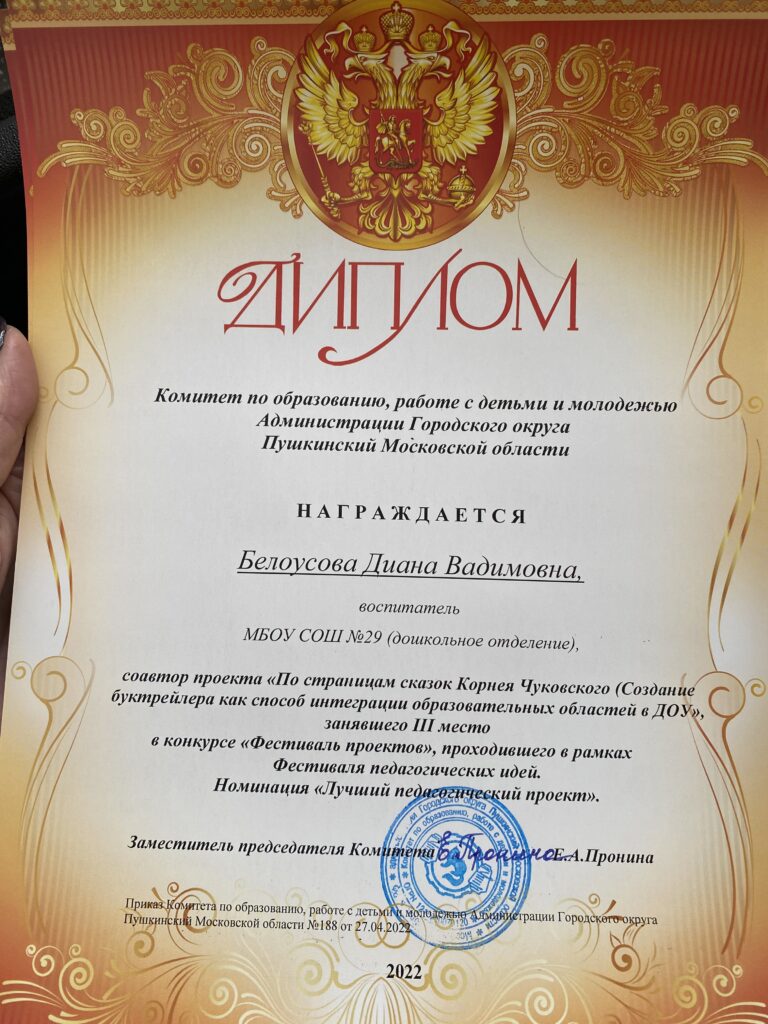 ДИПЛОМ
Комитет по образованию, работе с детьми и молодежью
Администрации Городского округа
Пушкинский Московской области
НАГРАЖДАЕТСЯ
Белоусова Диана Вадимовна,
воспитатель
МБОУ СОШ №29 (дошкольное отделение),
соавтор проекта «По страницам сказок Корнея Чуковского (Создание
буктрейлера как способ интеграции образовательных областей в ДОУ»,
занявшего III место
в конкурсе «Фестиваль проектов», проходившего в рамках
Фестиваля педагогических идей.
Номинация «Лучший педагогический проект».
Заместитель председателя Комитета Е.А.Пронина
Приказ Комитета по образованию, работе с детьми и молодежью Администрации Городского округа
Пушкинский Московской области №188 от 27.04.2022
2022